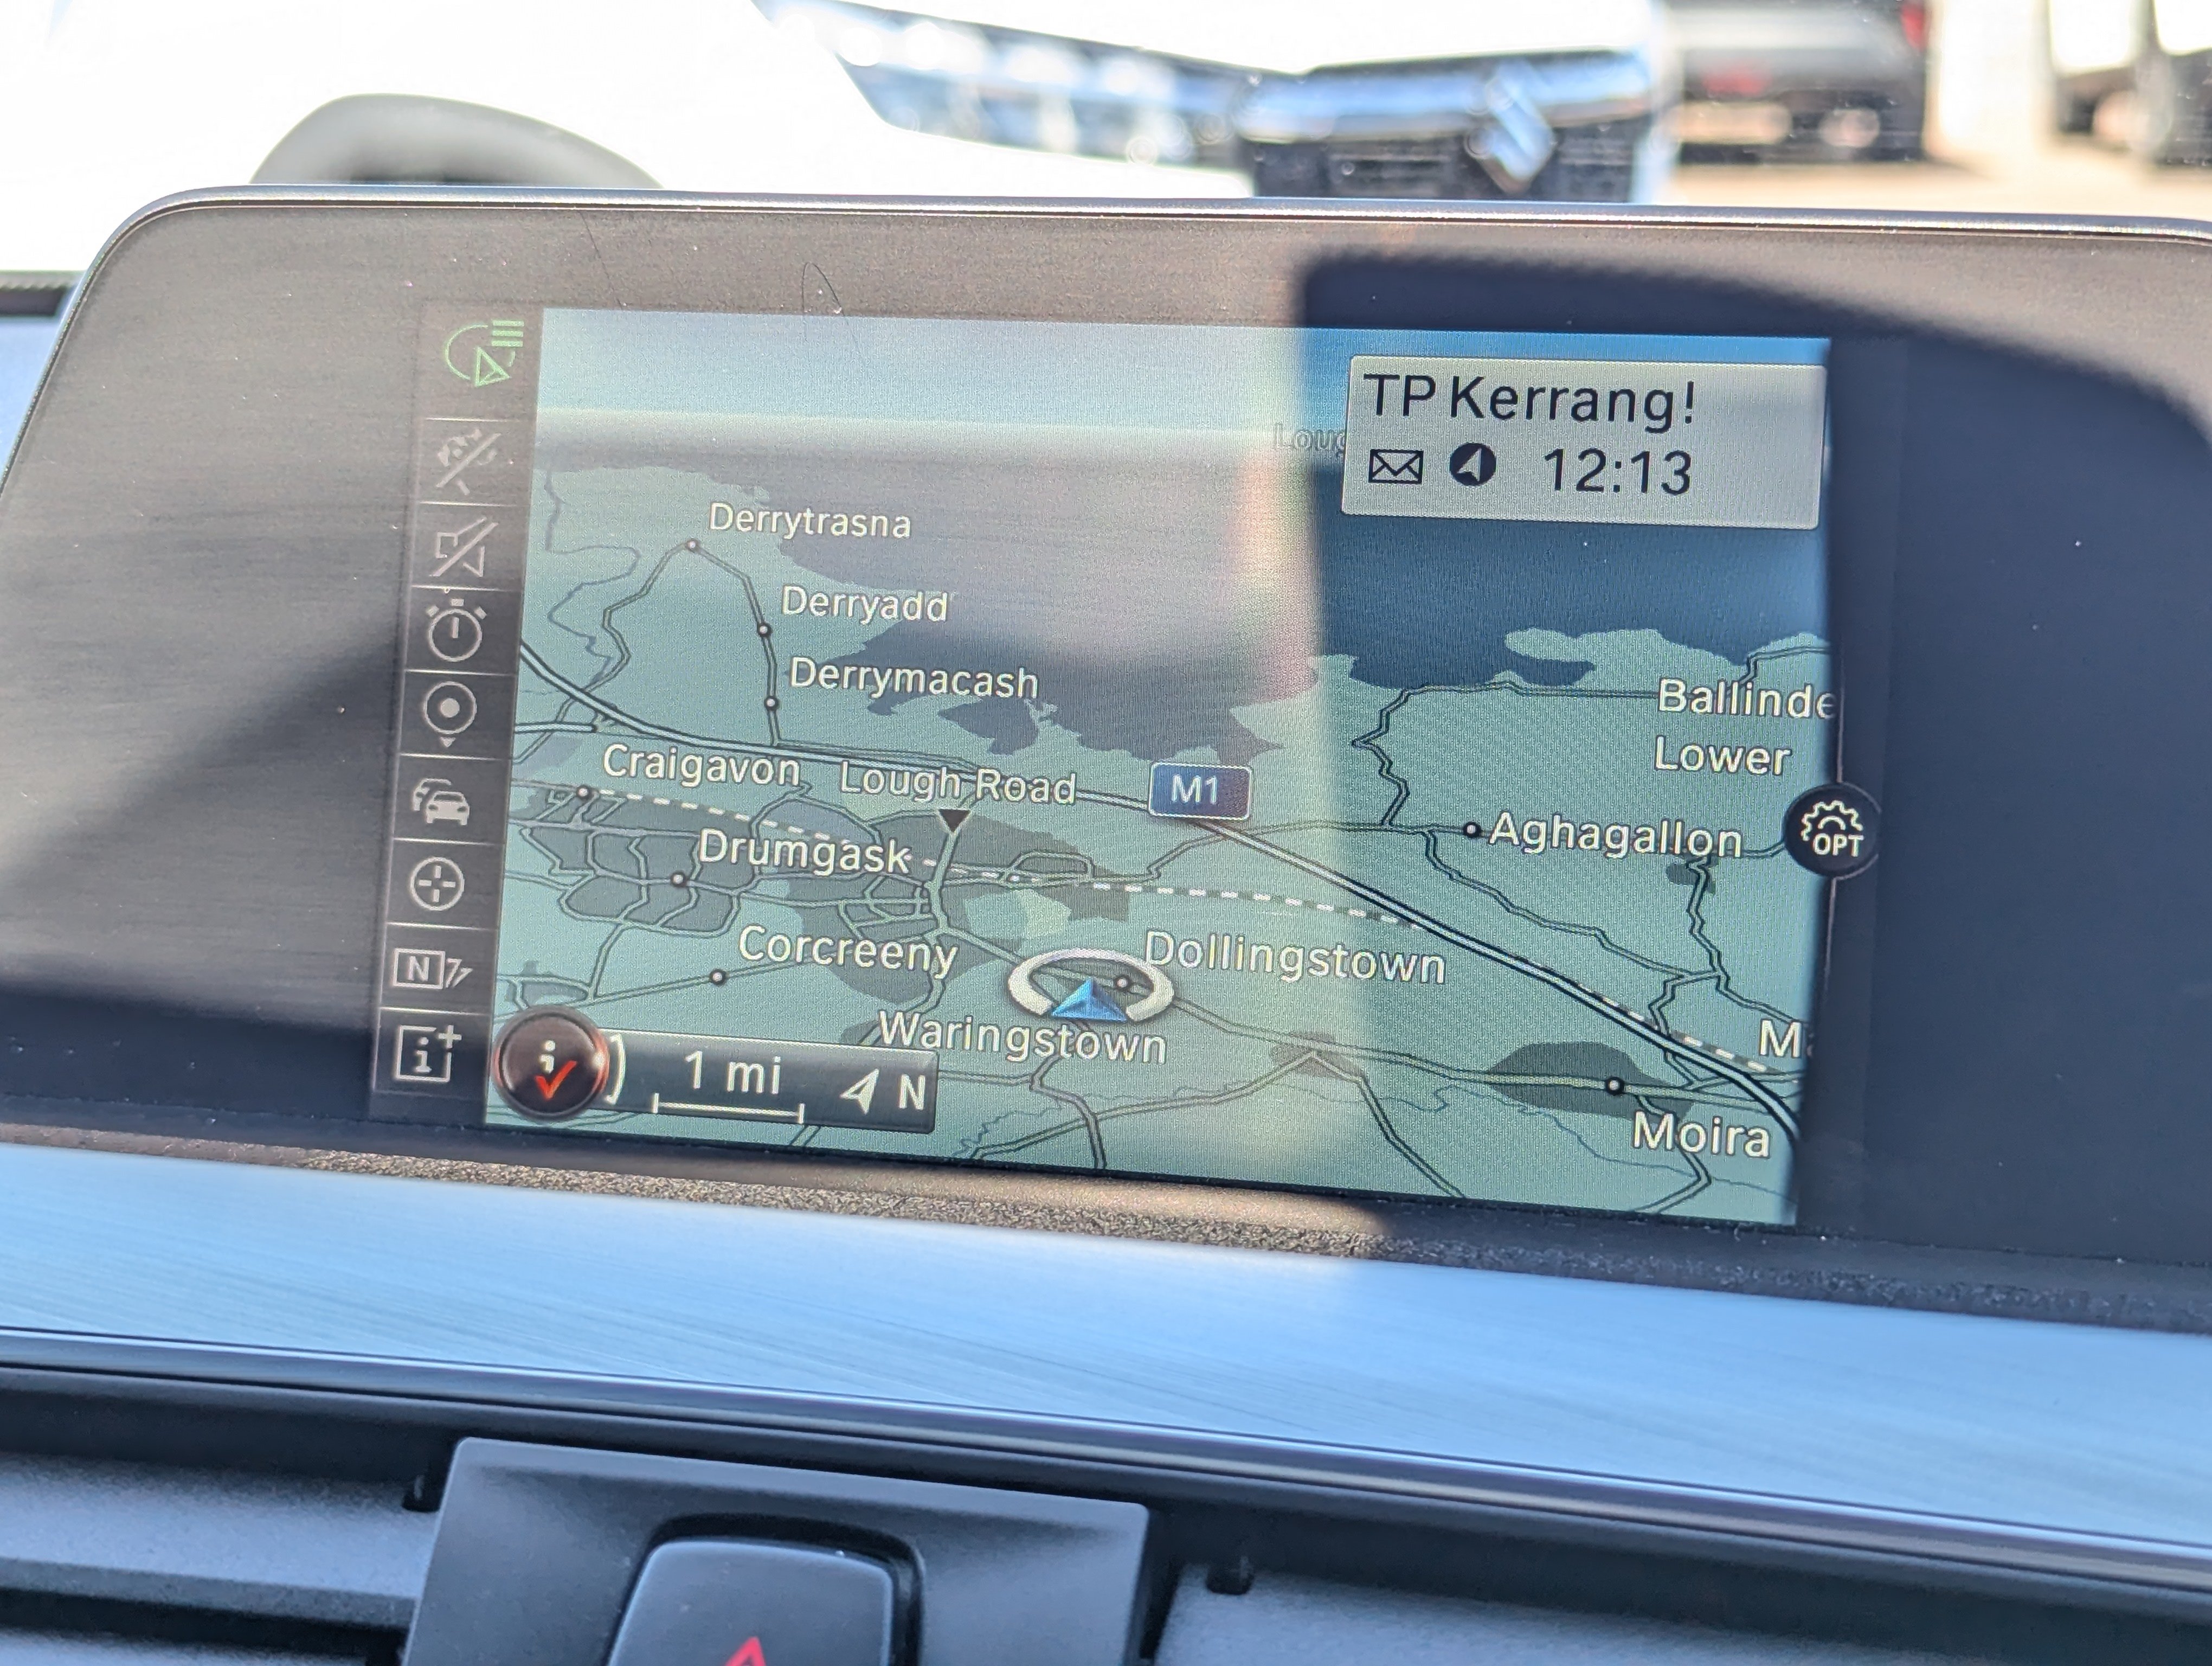 TP Kerrang!
12:13
Loug
Derrytrasna
Derryadd
Derrymacash
Ballinde
Lower
Craigavon
Lough Road
M1
Aghagallon
OPT
Drumgask
Corcreeny
Dollingstown
Waringstown
M
Moira
i
1 mi
N
N
i+